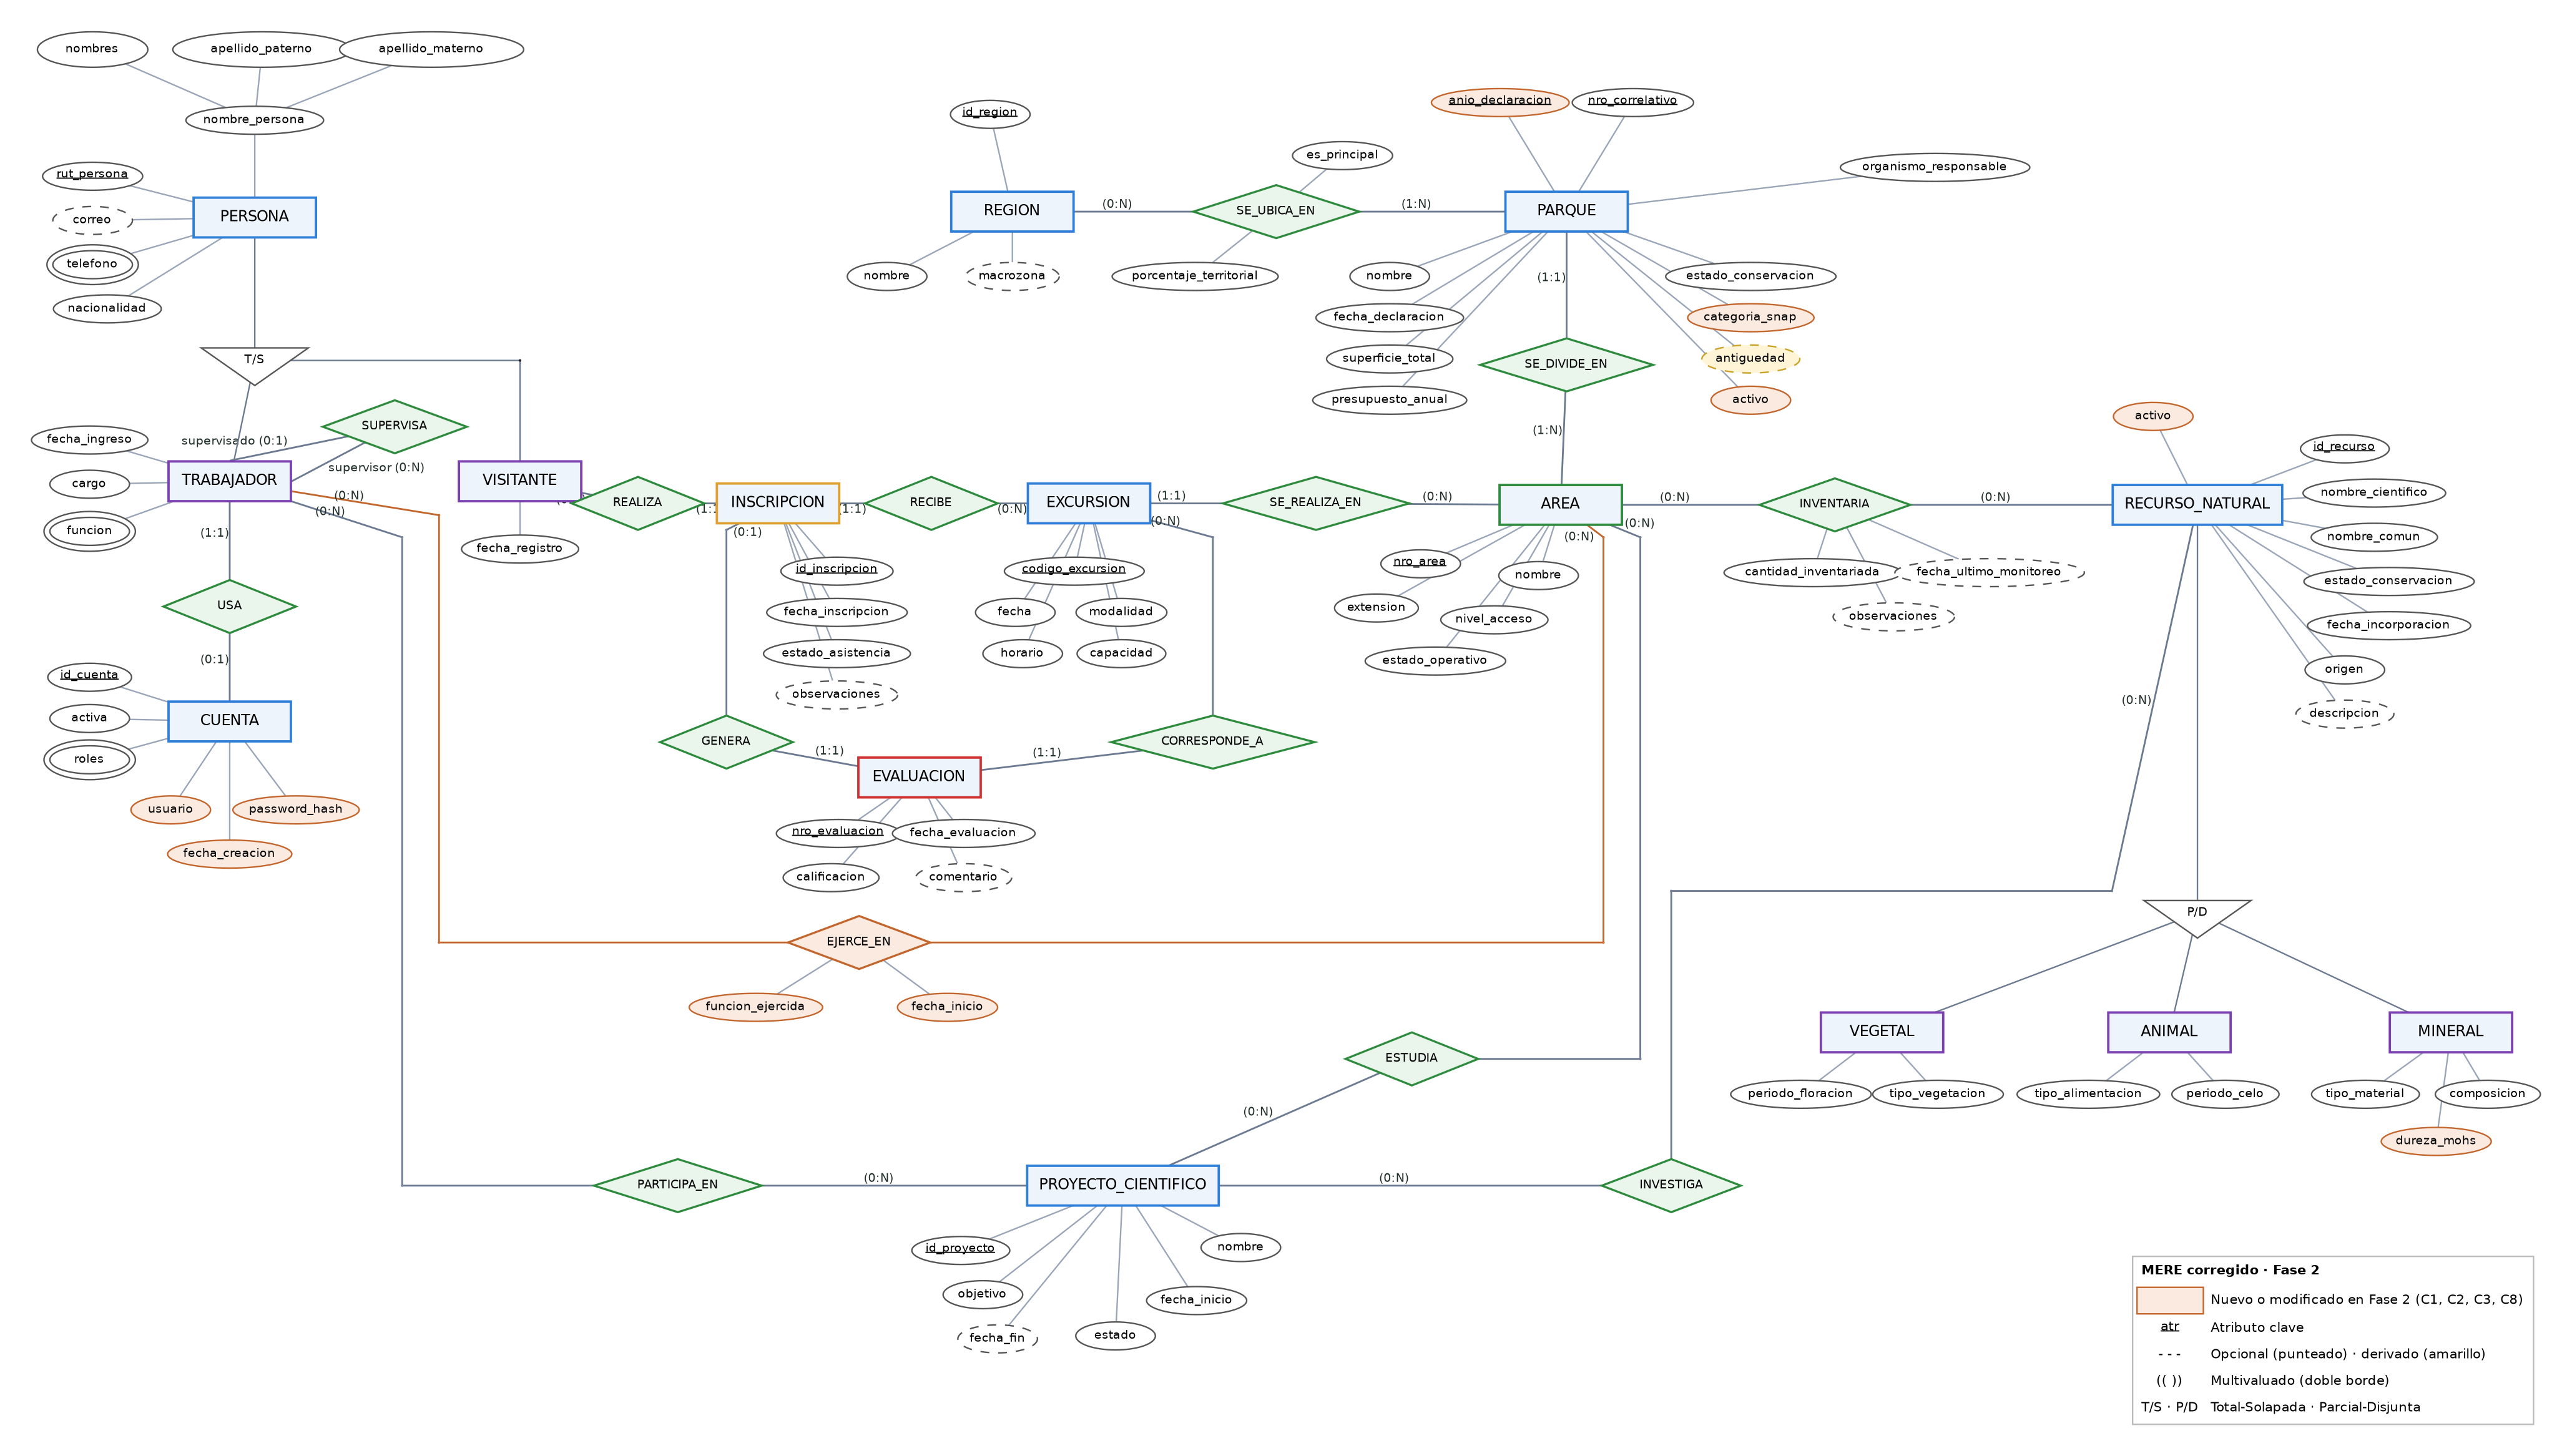 nombres
apellido_paterno
apellido_materno
nombre_persona
rut_persona
correo
telefono
nacionalidad
PERSONA
T/S
id_region
REGION
nombre
macrozona
(0:N)
SE_UBICA_EN
(1:N)
es_principal
porcentaje_territorial
anio_declaracion
nro_correlativo
organismo_responsable
PARQUE
nombre
fecha_declaracion
superficie_total
presupuesto_anual
estado_conservacion
categoria_snap
antiguedad
activo
(1:1)
SE_DIVIDE_EN
(1:N)
SUPERVISA
supervisado (0:1)
supervisor (0:N)
fecha_ingreso
cargo
funcion
TRABAJADOR
(0:N)
(0:N)
(1:1)
USA
(0:1)
VISITANTE
fecha_registro
REALIZA
INSCRIPCION
(1:1)
RECIBE
(0:N)
EXCURSION
(1:1)
SE_REALIZA_EN
(0:N)
AREA
(0:N)
INVENTARIA
(0:N)
RECURSO_NATURAL
activo
id_recurso
nombre_cientifico
nombre_comun
estado_conservacion
fecha_incorporacion
origen
descripcion
(0:1)
id_inscripcion
fecha_inscripcion
estado_asistencia
observaciones
(0:N)
codigo_excursion
fecha
modalidad
horario
capacidad
(0:N)
(0:N)
nro_area
nombre
extension
nivel_acceso
estado_operativo
cantidad_inventariada
fecha_ultimo_monitoreo
observaciones
id_cuenta
activa
roles
CUENTA
usuario
password_hash
fecha_creacion
GENERA
(1:1)
EVALUACION
(1:1)
CORRESPONDE_A
nro_evaluacion
fecha_evaluacion
calificacion
comentario
(0:N)
P/D
EJERCE_EN
funcion_ejercida
fecha_inicio
VEGETAL
ANIMAL
MINERAL
periodo_floracion
tipo_vegetacion
tipo_alimentacion
periodo_celo
tipo_material
composicion
dureza_mohs
ESTUDIA
(0:N)
PARTICIPA_EN
(0:N)
PROYECTO_CIENTIFICO
(0:N)
INVESTIGA
id_proyecto
nombre
objetivo
fecha_inicio
fecha_fin
estado
MERE corregido · Fase 2
Nuevo o modificado en Fase 2 (C1, C2, C3, C8)
atr Atributo clave
- - - Opcional (punteado) · derivado (amarillo)
(( )) Multivaluado (doble borde)
T/S · P/D Total-Solapada · Parcial-Disjunta